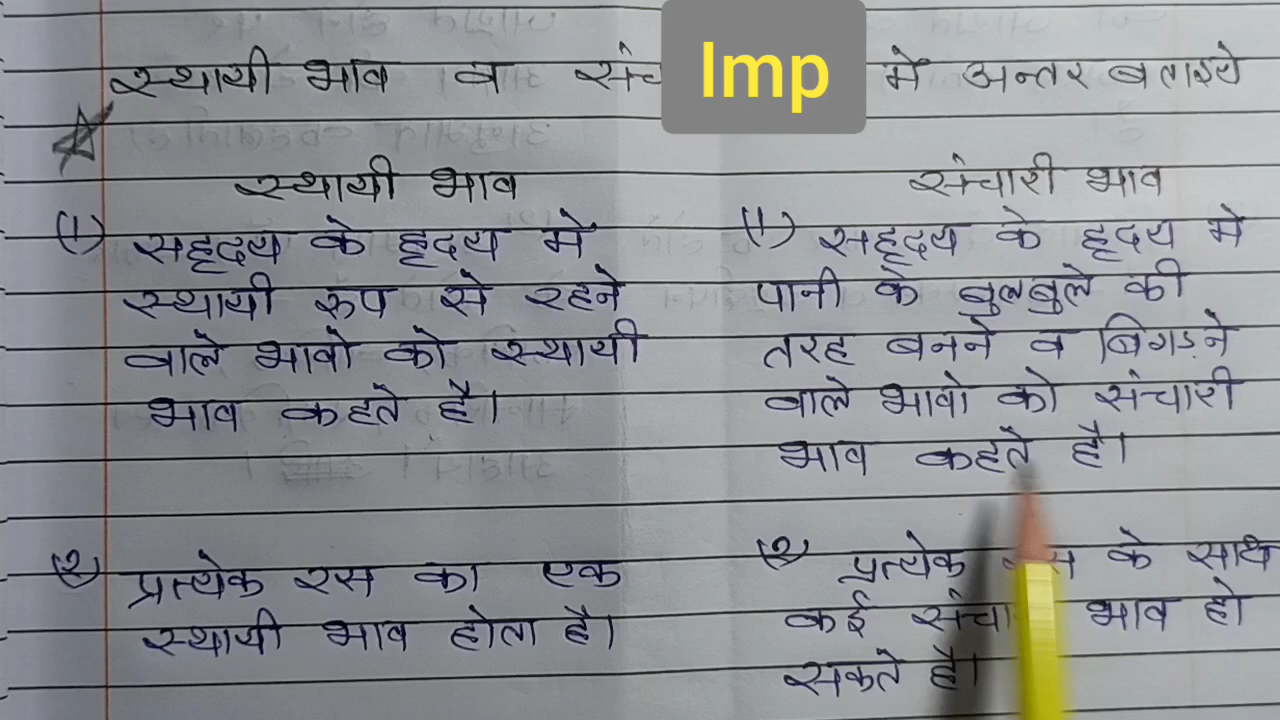 स्थायी भाव व संच Imp में अन्तर बताइये
स्थायी भाव
संचारी भाव
(1) सहृदय के हृदय में
स्थायी रूप से रहने
वाले भावो को स्थायी
भाव कहते है।
(1) सहृदय के हृदय में
पानी के बुलबुले की
तरह बनने व बिगड़ने
वाले भावो को संचारी
भाव कहते है।
(2) प्रत्येक रस का एक
स्थायी भाव होता है।
(2) प्रत्येक के साथ
कई भाव हो
सकते है।